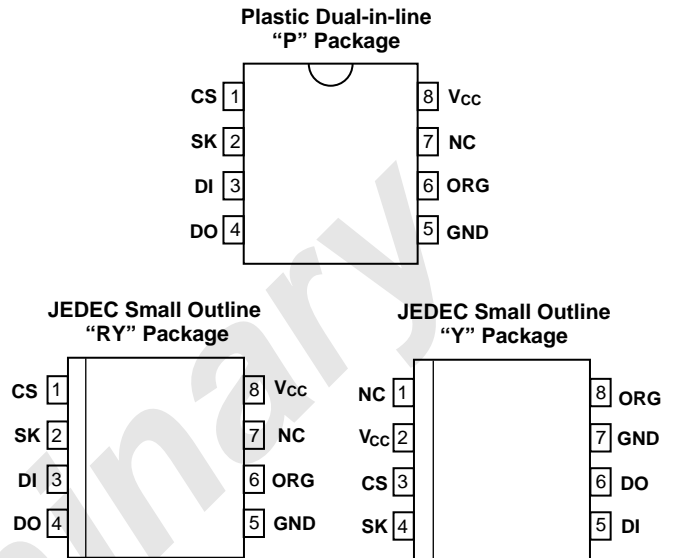 Plastic Dual-in-line
“P” Package
CS 1 8 VCC
SK 2 7 NC
DI 3 6 ORG
DO 4 5 GND
JEDEC Small Outline
“RY” Package
CS 1 8 VCC
SK 2 7 NC
DI 3 6 ORG
DO 4 5 GND
JEDEC Small Outline
“Y” Package
NC 1 8 ORG
VCC 2 7 GND
CS 3 6 DO
SK 4 5 DI
inary